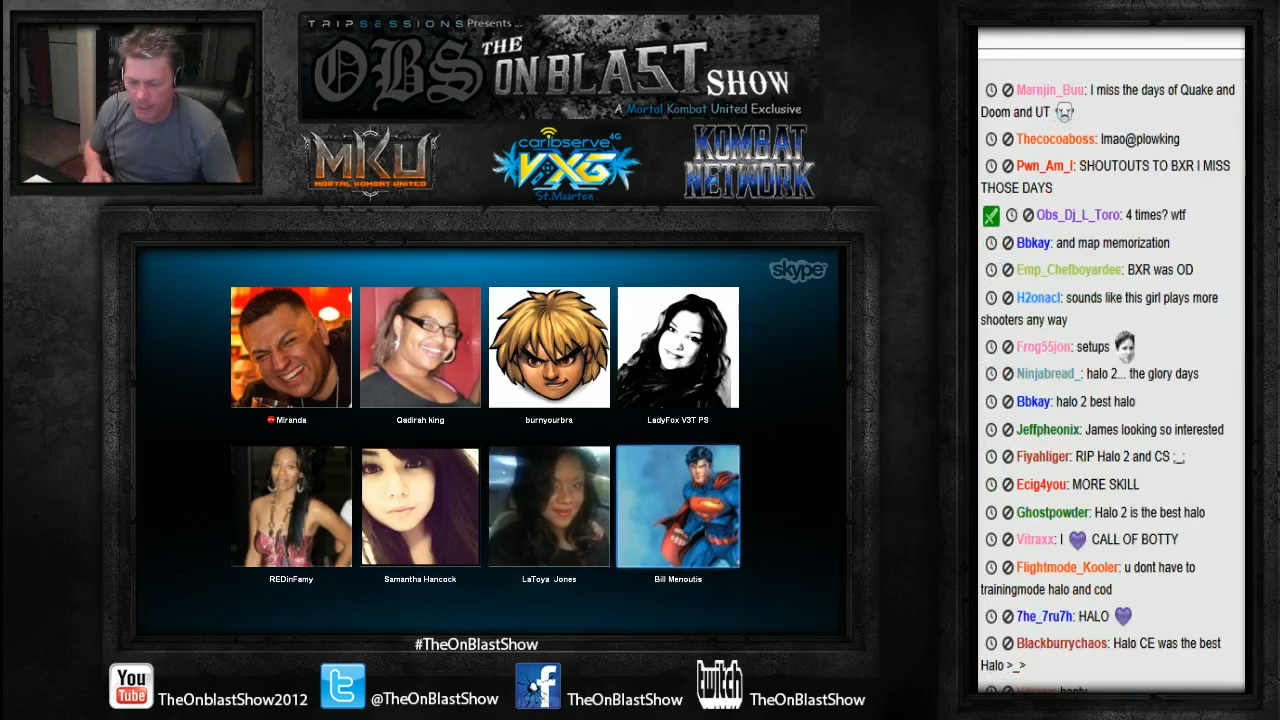 TRIPSESSIONS Presents ...
OBS THE ON BLAST SHOW
A Mortal Kombat United Exclusive
MKU
MORTAL KOMBAT UNITED
caribserve 4G
VXG
St.Maarten
KOMBAT
NETWORK
skype
Miranda
Qadirah king
burnyourbra
LadyFox V3T PS
REDinFamy
Samantha Hancock
LaToya Jones
Bill Menoutis
#TheOnBlastShow
You
Tube
TheOnblastShow2012
@TheOnBlastShow
TheOnBlastShow
twitch
TheOnBlastShow
Marnjin_Buu: I miss the days of Quake and
Doom and UT
Thecocoaboss: lmao@plowking
Pwn_Am_I: SHOUTOUTS TO BXR I MISS
THOSE DAYS
Obs_Dj_L_Toro: 4 times? wtf
Bbkay: and map memorization
Emp_Chefboyardee: BXR was OD
H2onacl: sounds like this girl plays more
shooters any way
Frog55jon: setups
Ninjabread_: halo 2... the glory days
Bbkay: halo 2 best halo
Jeffpheonix: James looking so interested
Fiyahliger: RIP Halo 2 and CS ;_;
Ecig4you: MORE SKILL
Ghostpowder: Halo 2 is the best halo
Vitraxx: I CALL OF BOTTY
Flightmode_Kooler: u dont have to
trainingmode halo and cod
7he_7ru7h: HALO
Blackburrychaos: Halo CE was the best
Halo >_>